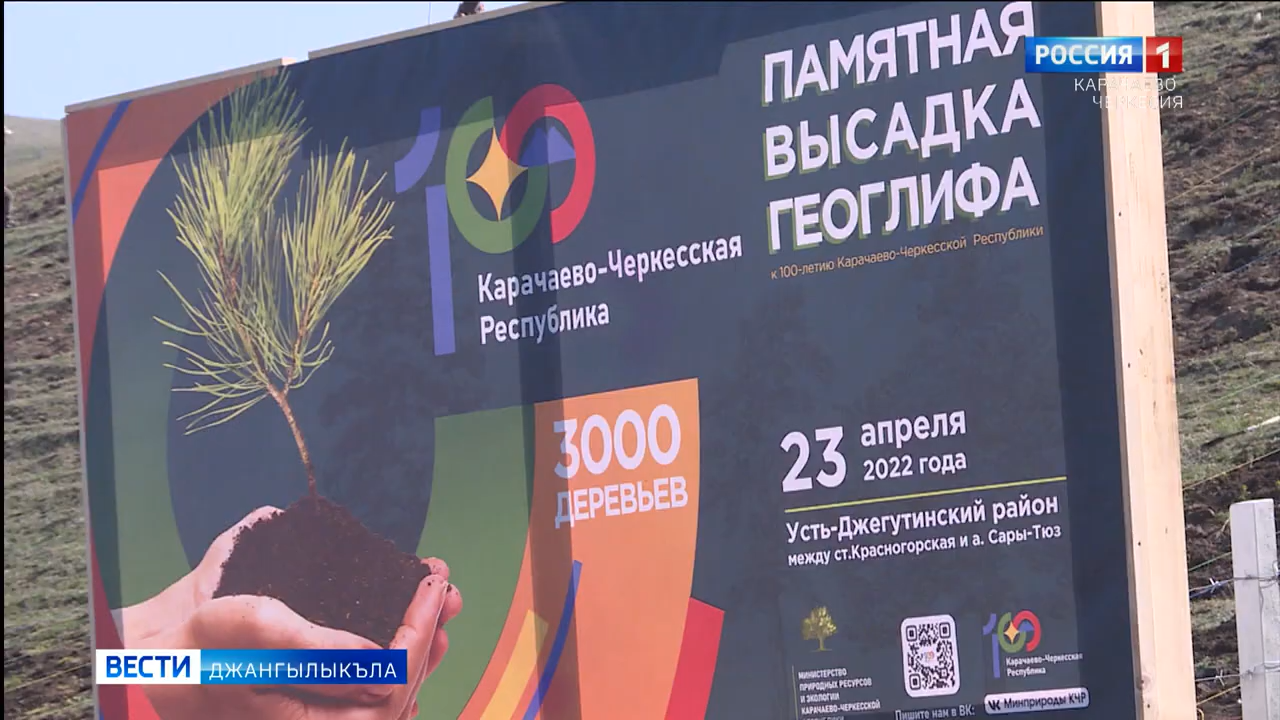 ПАМЯТНАЯ
ВЫСАДКА
ГЕОГЛИФА
к 100-летию Карачаево-Черкесской Республики
РОССИЯ 1
КАРАЧАЕВО
ЧЕРКЕСИЯ
100
Карачаево-Черкесская
Республика
3000
ДЕРЕВЬЕВ
23 апреля
2022 года
Усть-Джегутинский район
между ст.Красногорская и а. Сары-Тюз
МИНИСТЕРСТВО
ПРИРОДНЫХ РЕСУРСОВ
И ЭКОЛОГИИ
КАРАЧАЕВО-ЧЕРКЕССКОЙ
100
Карачаево-Черкесская
Республика
Пишите нам в ВК:
Минприроды КЧР
ВЕСТИ ДЖАНГЫЛЫКЪЛА